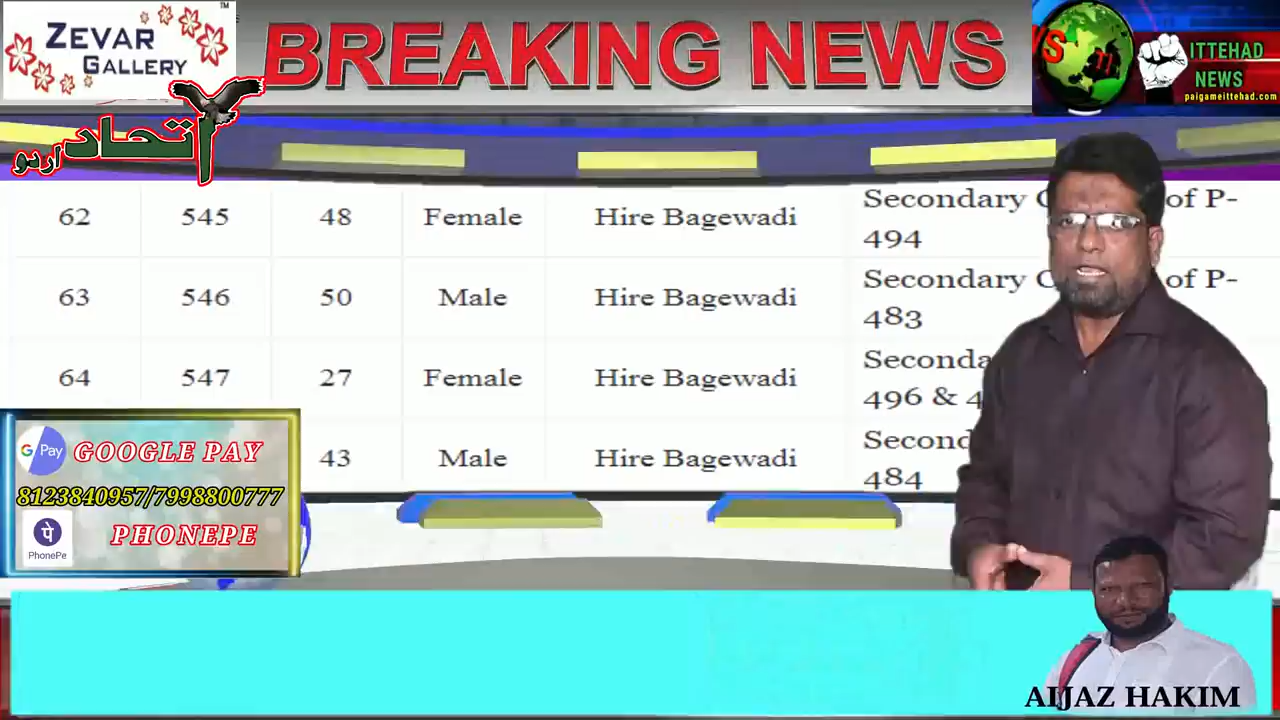 ZEVAR
GALLERY
TM
BREAKING NEWS
ITTEHAD
NEWS
paigameittehad.com
اتحاد
اردو
62 545 48 Female Hire Bagewadi Secondary of P-
494
63 546 50 Male Hire Bagewadi Secondary of P-
483
64 547 27 Female Hire Bagewadi
496 &
43 Male Hire Bagewadi
484
G Pay GOOGLE PAY
8123840957/7998800777
पे PHONEPE
PhonePe
AIJAZ HAKIM